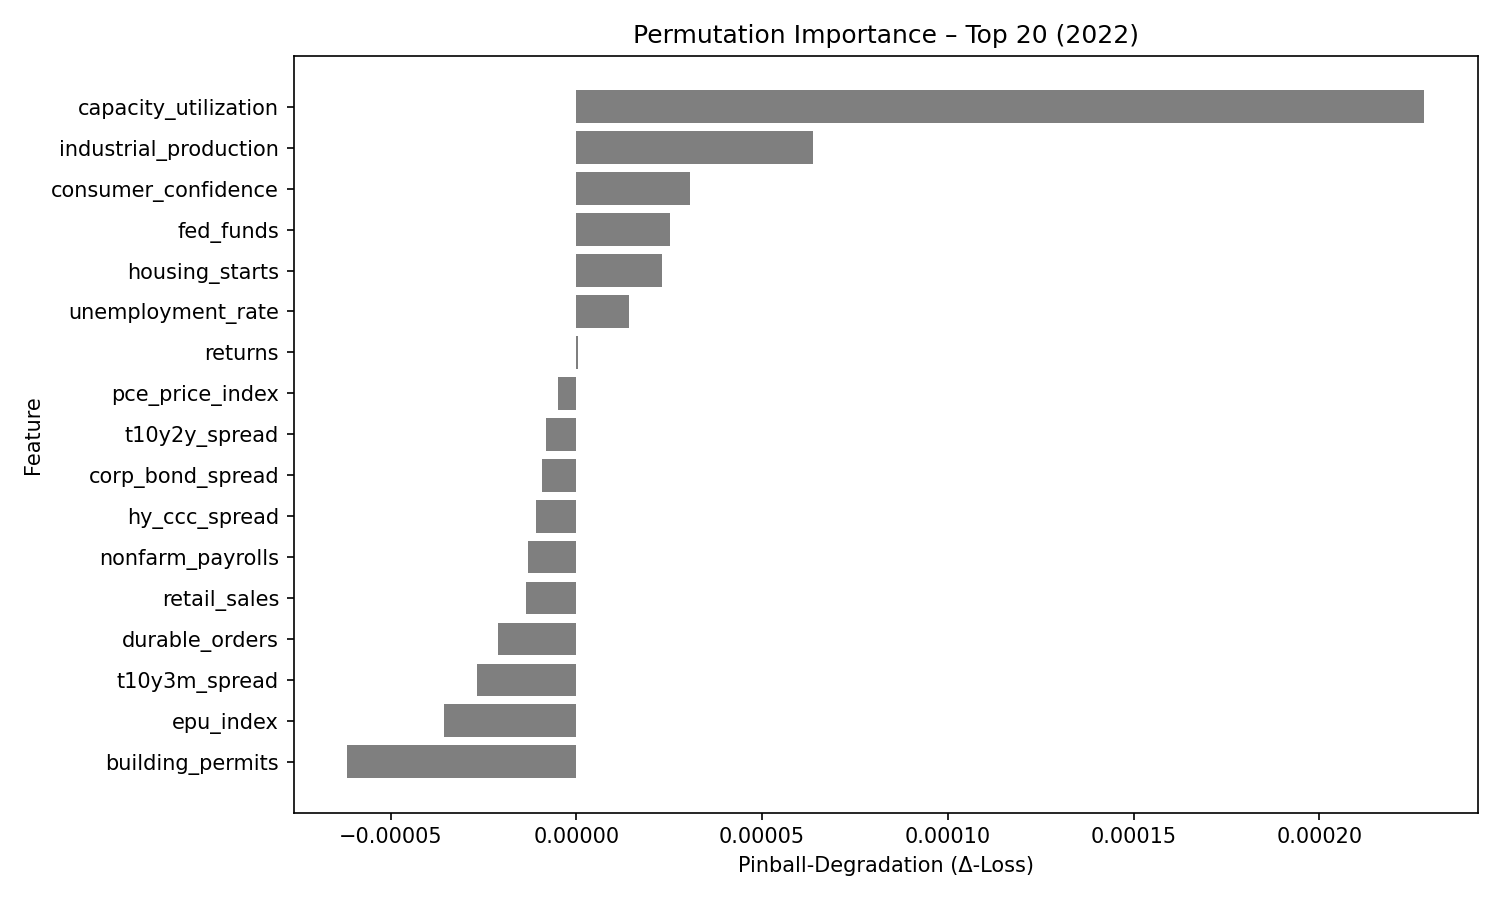 Permutation Importance – Top 20 (2022)
capacity_utilization
industrial_production
consumer_confidence
fed_funds
housing_starts
unemployment_rate
returns
pce_price_index
t10y2y_spread
corp_bond_spread
hy_ccc_spread
nonfarm_payrolls
retail_sales
durable_orders
t10y3m_spread
epu_index
building_permits
Feature
−0.00005 0.00000 0.00005 0.00010 0.00015 0.00020
Pinball-Degradation (Δ-Loss)